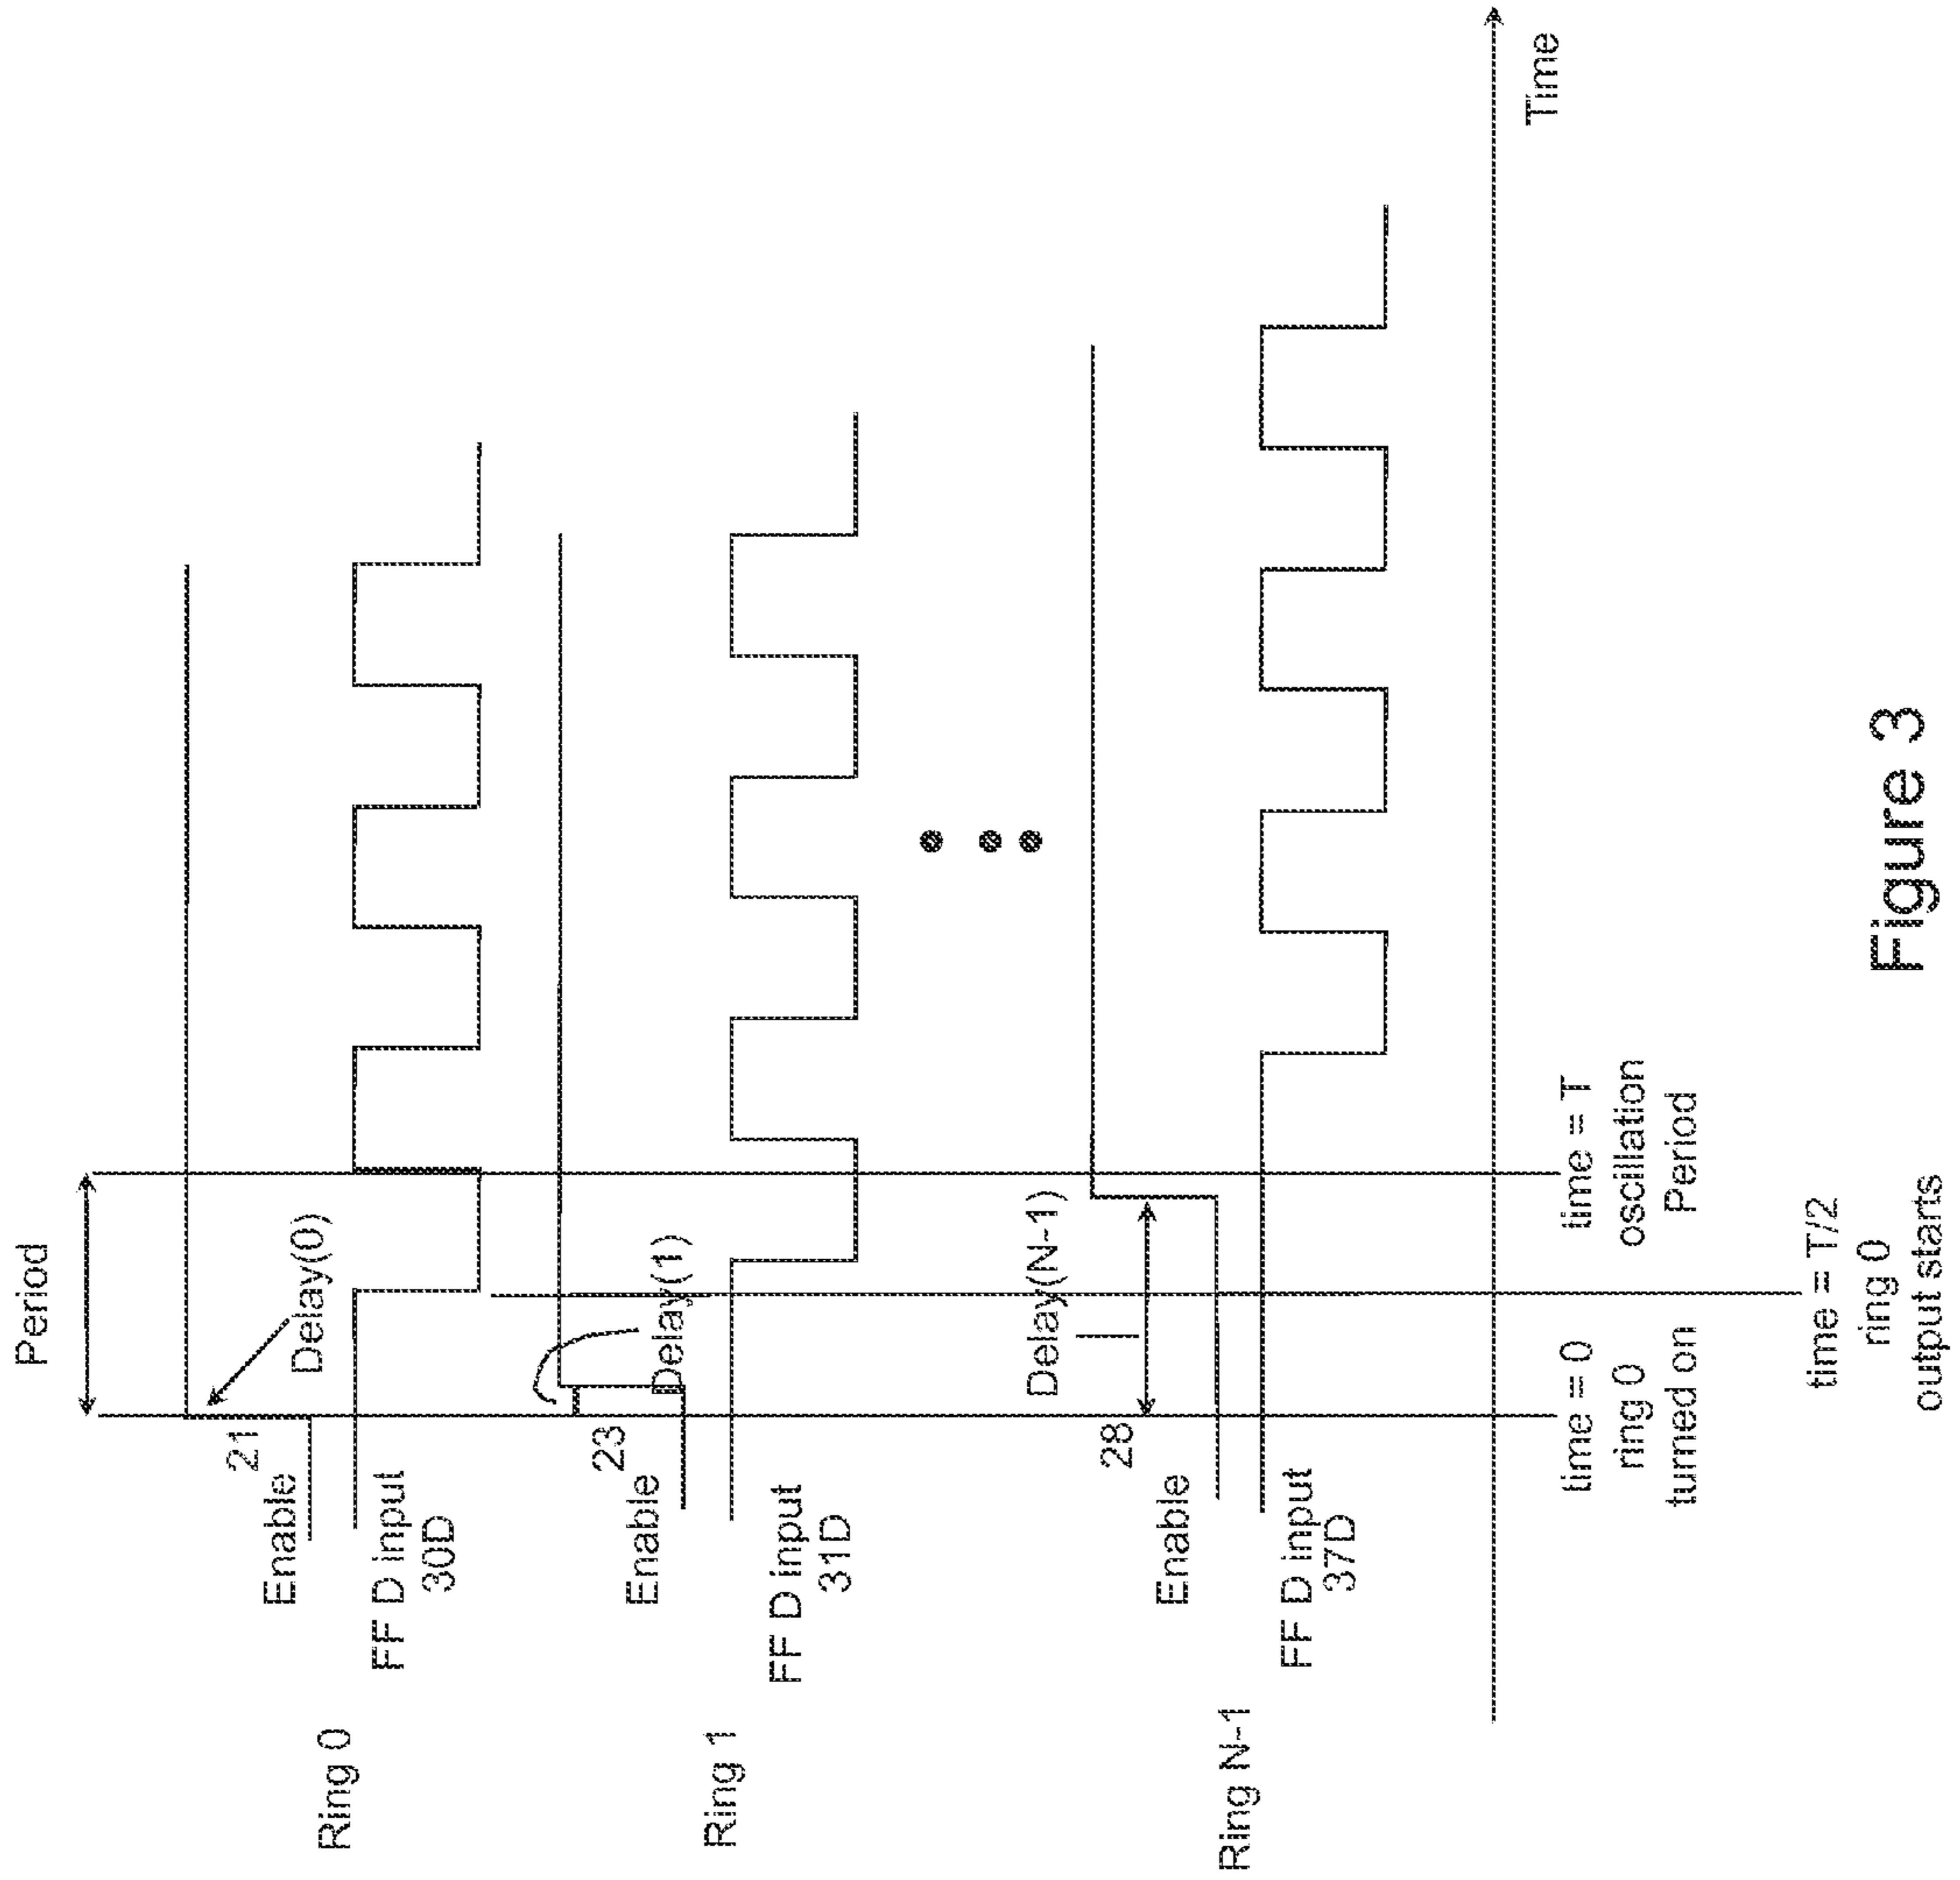 Period
Delay(0)
21
Enable
FF D input
30D
Ring 0
Delay(1)
23
Enable
FF D input
31D
Ring 1
Delay(N-1)
28
Enable
FF D input
37D
Ring N-1
Time
time = 0
ring 0
turned on
time = T
oscillation
Period
time = T/2
ring 0
output starts
Figure 3